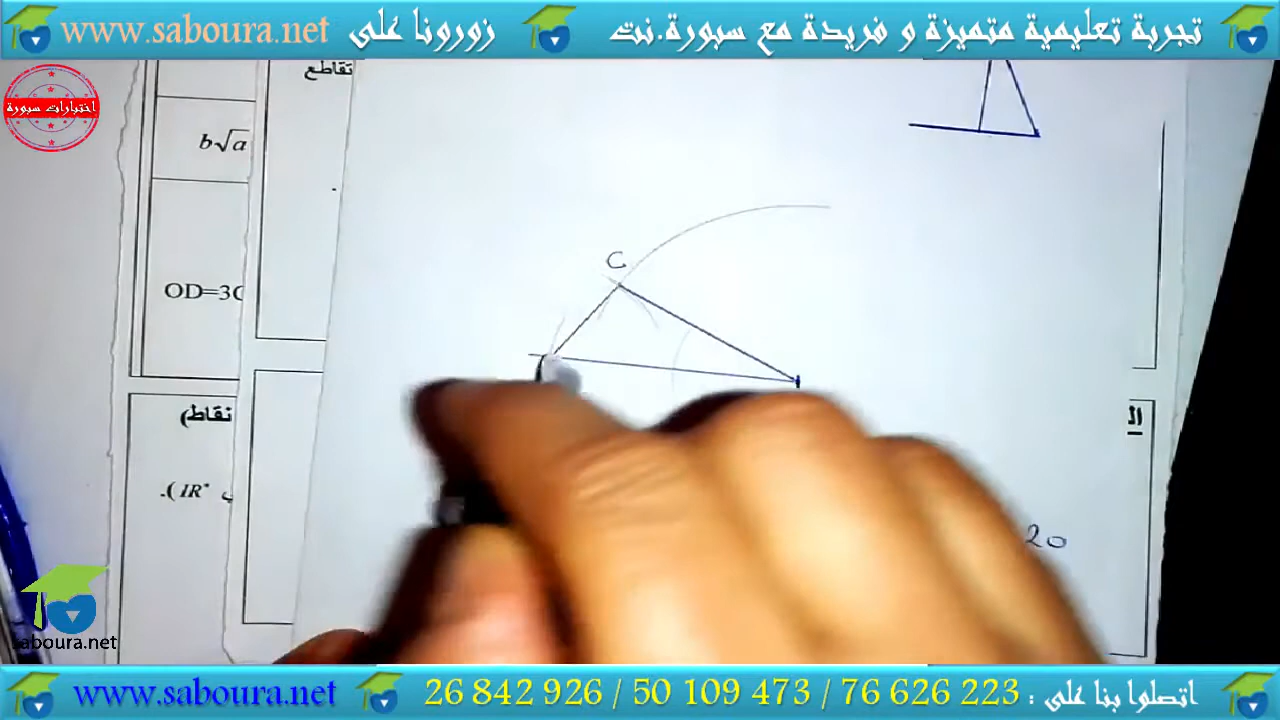 تجربة تعليمية متميزة و فريدة مع سبورة.نت زورونا على www.saboura.net
اختبارات سبورة
تقاطع
b√a
C
OD=3C
نقاط)
ال
IR* ).
20
saboura.net
اتصلوا بنا على : 26 842 926 / 50 109 473 / 76 626 223 www.saboura.net